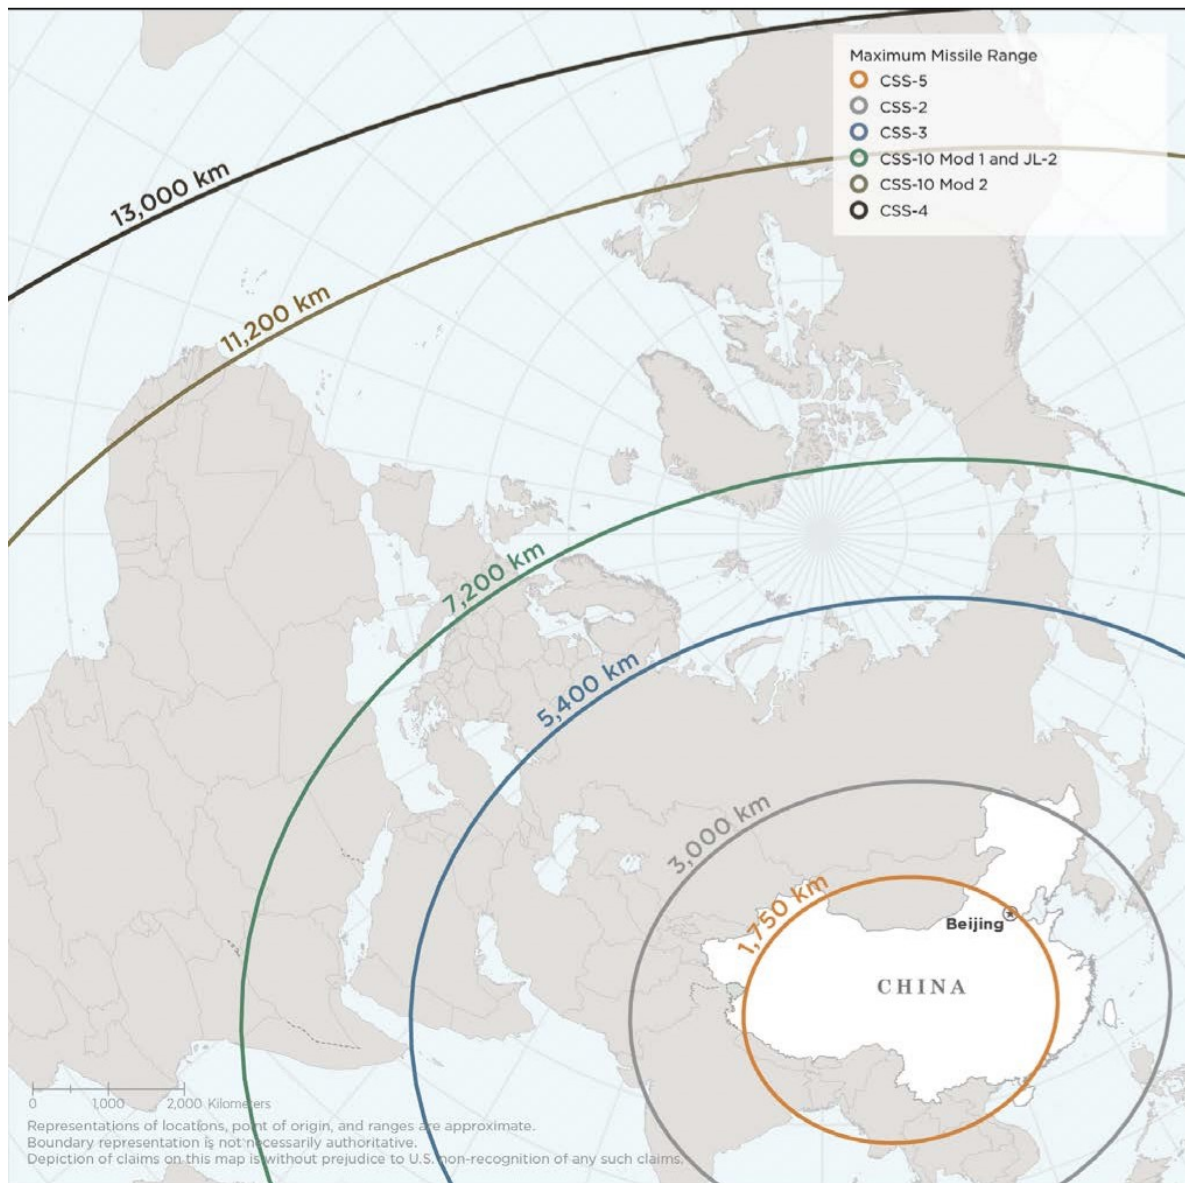 Maximum Missile Range
CSS-5
CSS-2
CSS-3
CSS-10 Mod 1 and JL-2
CSS-10 Mod 2
CSS-4
13,000 km
11,200 km
7,200 km
5,400 km
3,000 km
1,750 km
Beijing
CHINA
0 1,000 2,000 Kilometers
Representations of locations, point of origin, and ranges are approximate.
Boundary representation is not necessarily authoritative.
Depiction of claims on this map is without prejudice to U.S. non-recognition of any such claims.